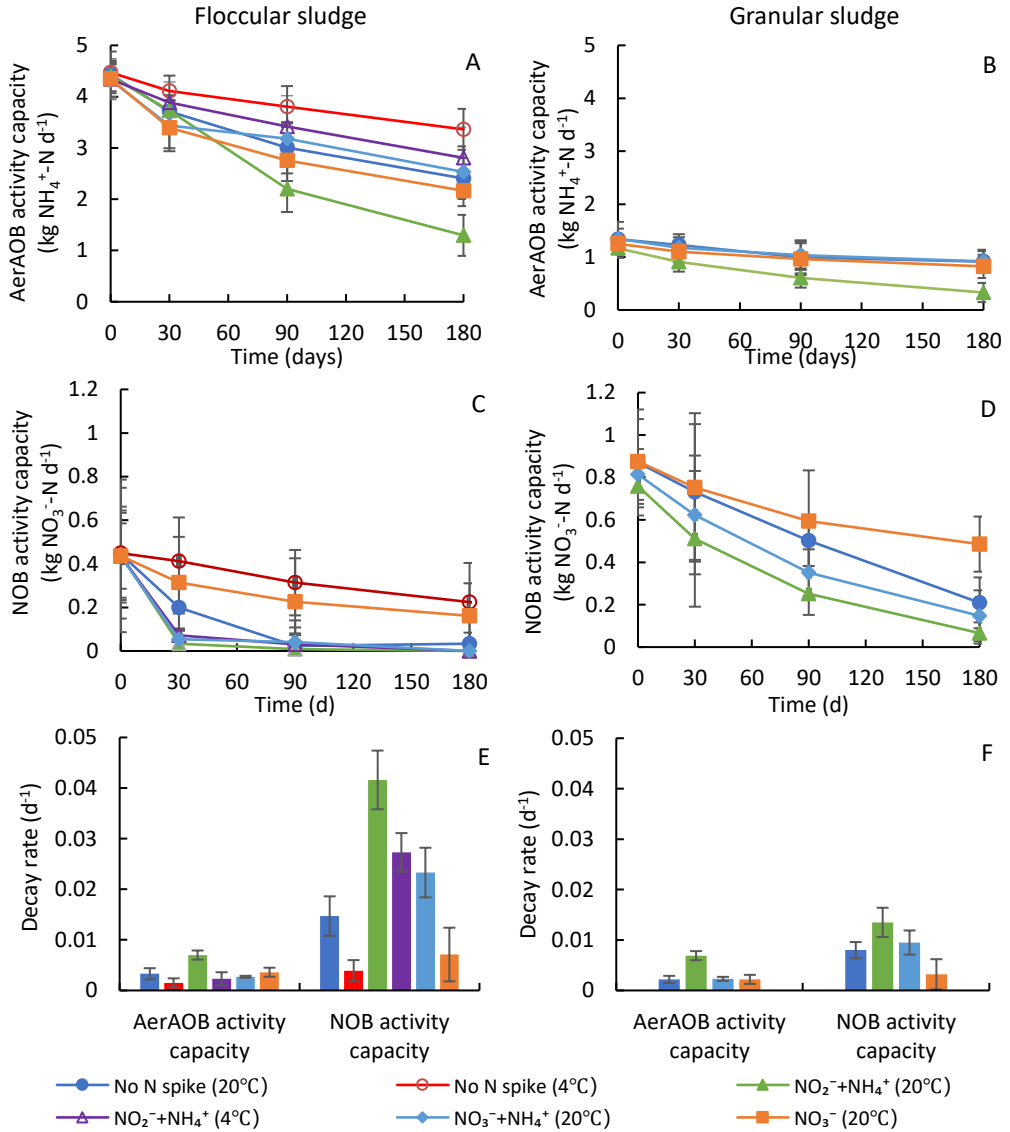 Floccular sludge
Granular sludge
AerAOB activity capacity
(kg NH₄⁺-N d⁻¹)
5
4
3
2
1
0
A
0 30 60 90 120 150 180
Time (days)
AerAOB activity capacity
(kg NH₄⁺-N d⁻¹)
5
4
3
2
1
0
B
0 30 60 90 120 150 180
Time (days)
NOB activity capacity
(kg NO₃⁻-N d⁻¹)
1.2
1
0.8
0.6
0.4
0.2
0
C
0 30 60 90 120 150 180
Time (d)
NOB activity capacity
(kg NO₃⁻-N d⁻¹)
1.2
1
0.8
0.6
0.4
0.2
0
D
0 30 60 90 120 150 180
Time (d)
Decay rate (d⁻¹)
0.05
0.04
0.03
0.02
0.01
0
E
AerAOB activity
capacity
NOB activity
capacity
Decay rate (d⁻¹)
0.05
0.04
0.03
0.02
0.01
0
F
AerAOB activity
capacity
NOB activity
capacity
No N spike (20℃)
No N spike (4℃)
NO₂⁻+NH₄⁺ (20℃)
NO₂⁻+NH₄⁺ (4℃)
NO₃⁻+NH₄⁺ (20℃)
NO₃⁻ (20℃)